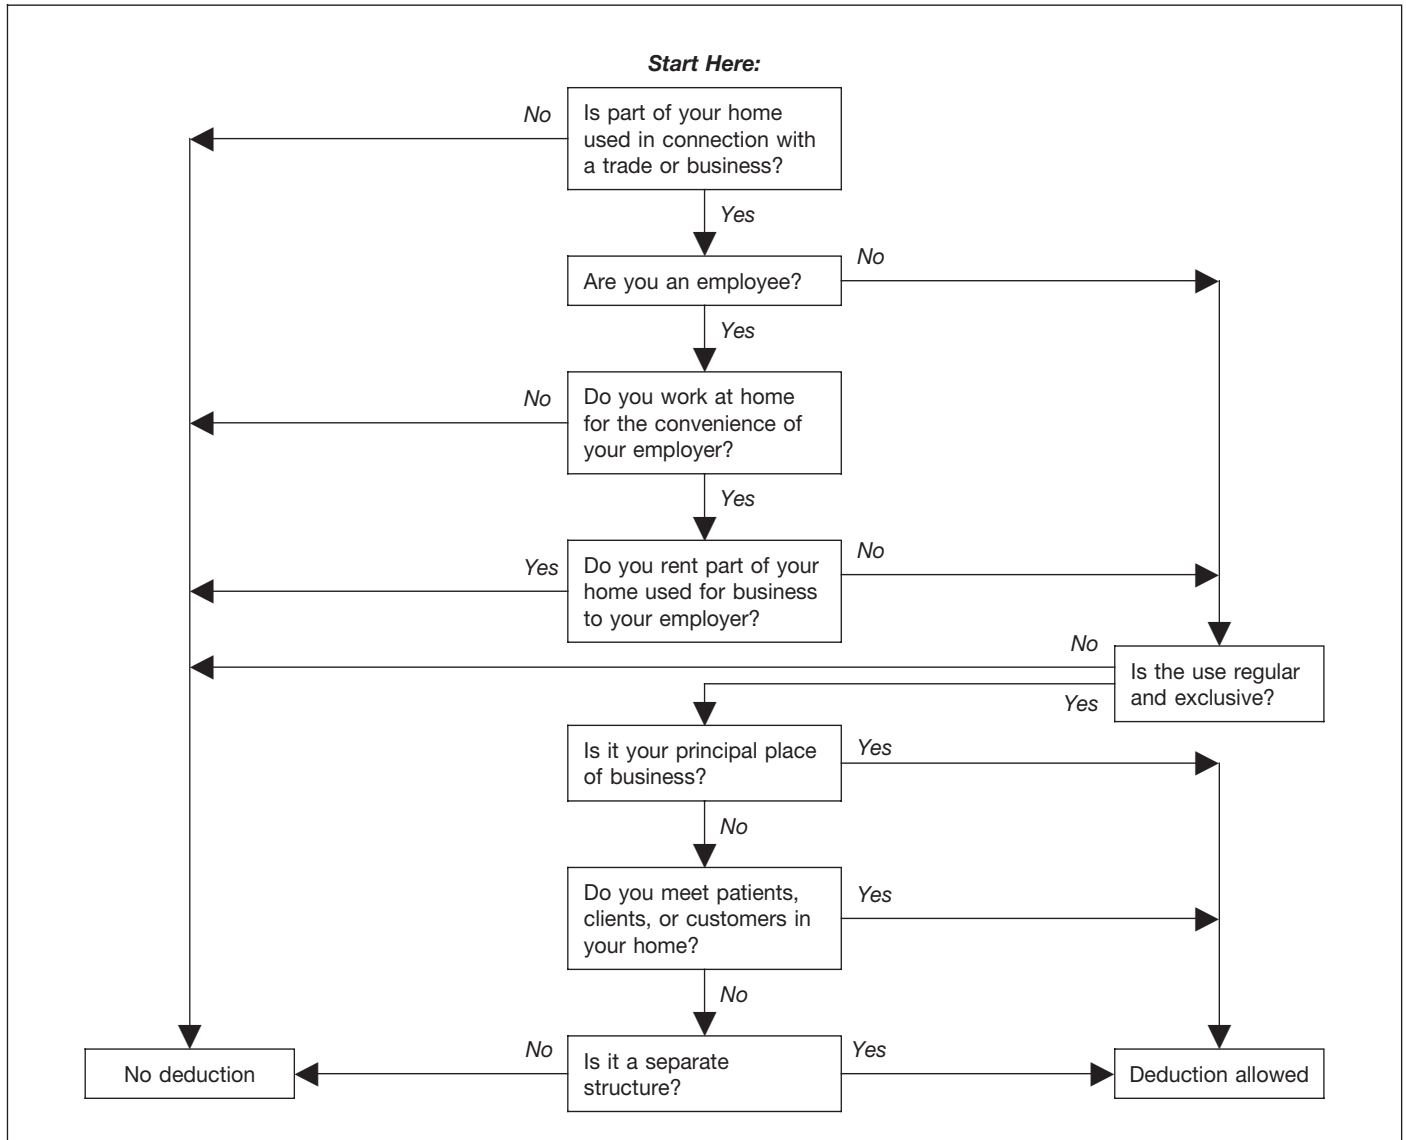 Start Here:
No
Is part of your home
used in connection with
a trade or business?
Yes
Are you an employee?
No
Yes
No
Do you work at home
for the convenience of
your employer?
Yes
Yes
Do you rent part of your
home used for business
to your employer?
No
No
Is the use regular
and exclusive?
Yes
Is it your principal place
of business?
Yes
No
Do you meet patients,
clients, or customers in
your home?
Yes
No
No
Is it a separate
structure?
Yes
No deduction
Deduction allowed